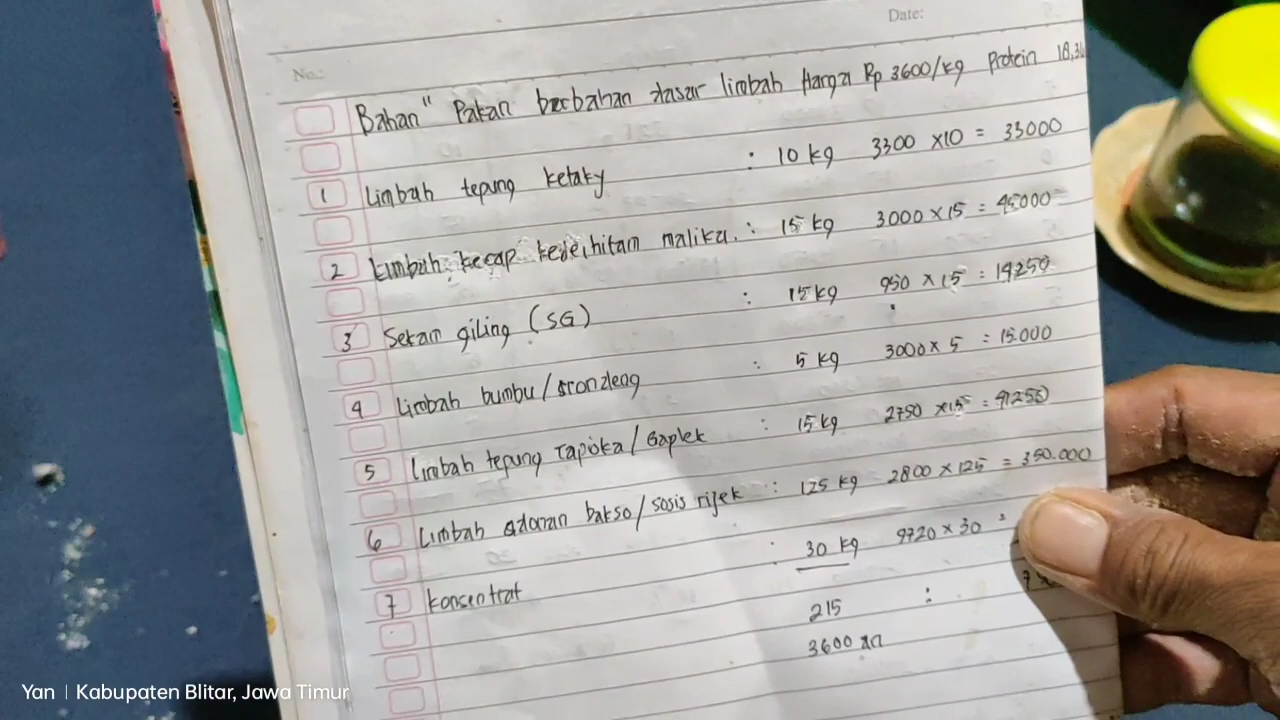 Date:
No.:
Bahan" Pakan berbahan dasar limbah Harga Rp 3600/kg Protein 18,3
1 Limbah tepung ketaky : 10 kg 3300 x10 = 33000
2 Limbah kecap kedei hitam malika. : 15 kg 3000 x 15 = 45000
3 Sekam giling (SG) : 15 kg 950 x 15 = 14250
4 Limbah bumbu/ : 5 kg 3000 x 5 = 15.000
5 Limbah tepung Tapioka/Gaplek : 15 kg 2750 x15 = 41250
6 Limbah adonan bakso/sosis rijek : 125 kg 2800 x 125 = 350.000
7 konsentrat : 30 kg 9720 x 30 =
215 :
3600
Yan | Kabupaten Blitar, Jawa Timur